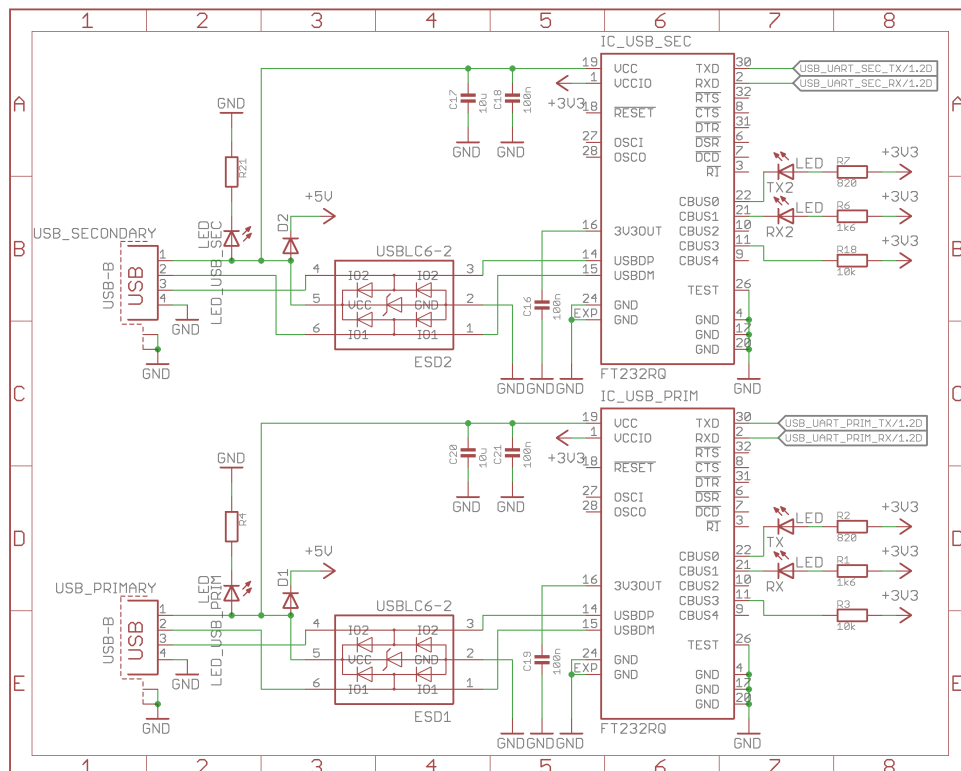 1 2 3 4 5 6 7 8
IC_USB_SEC
A A
GND
C17 10u
C18 100n
+3V3
GND GND
19 VCC TXD 30 USB_UART_SEC_TX/1.2D
1 VCCIO RXD 2 USB_UART_SEC_RX/1.2D
RTS 32
18 RESET CTS 8
DTR 31
27 OSCI DSR 6
28 OSCO DCD 7
RI 3
LED R7 820 +3V3
TX2
R21
LED
LED_USB_SEC
+5V
D2
CBUS0 22
CBUS1 21 LED R6 1k6 +3V3
RX2
16 3V3OUT CBUS2 10
CBUS3 11 R18 10k +3V3
14 USBDP CBUS4 9
15 USBDM
B B
USB_SECONDARY
USB-B
USB
1
2
3
4
GND
GND
USBLC6-2
4 IO2 IO2 3
5 VCC GND 2
6 IO1 IO1 1
ESD2
C16 100n
TEST 26
24 GND
EXP GND GND 4
GND 17
GND 20
GND GND GND GND
FT232RQ
C C
IC_USB_PRIM
GND
C20 10u
C21 100n
+3V3
GND GND
19 VCC TXD 30 USB_UART_PRIM_TX/1.2D
1 VCCIO RXD 2 USB_UART_PRIM_RX/1.2D
RTS 32
18 RESET CTS 8
DTR 31
27 OSCI DSR 6
28 OSCO DCD 7
RI 3
LED R2 820 +3V3
TX
D D
R4
LED
LED_USB_PRIM
+5V
D1
CBUS0 22
CBUS1 21 LED R1 1k6 +3V3
RX
16 3V3OUT CBUS2 10
CBUS3 11 R3 10k +3V3
14 USBDP CBUS4 9
15 USBDM
USB_PRIMARY
USB-B
USB
1
2
3
4
GND
GND
USBLC6-2
4 IO2 IO2 3
5 VCC GND 2
6 IO1 IO1 1
ESD1
C19 100n
TEST 26
24 GND
EXP GND GND 4
GND 17
GND 20
GND GND GND GND
FT232RQ
E E
1 2 3 4 5 6 7 8